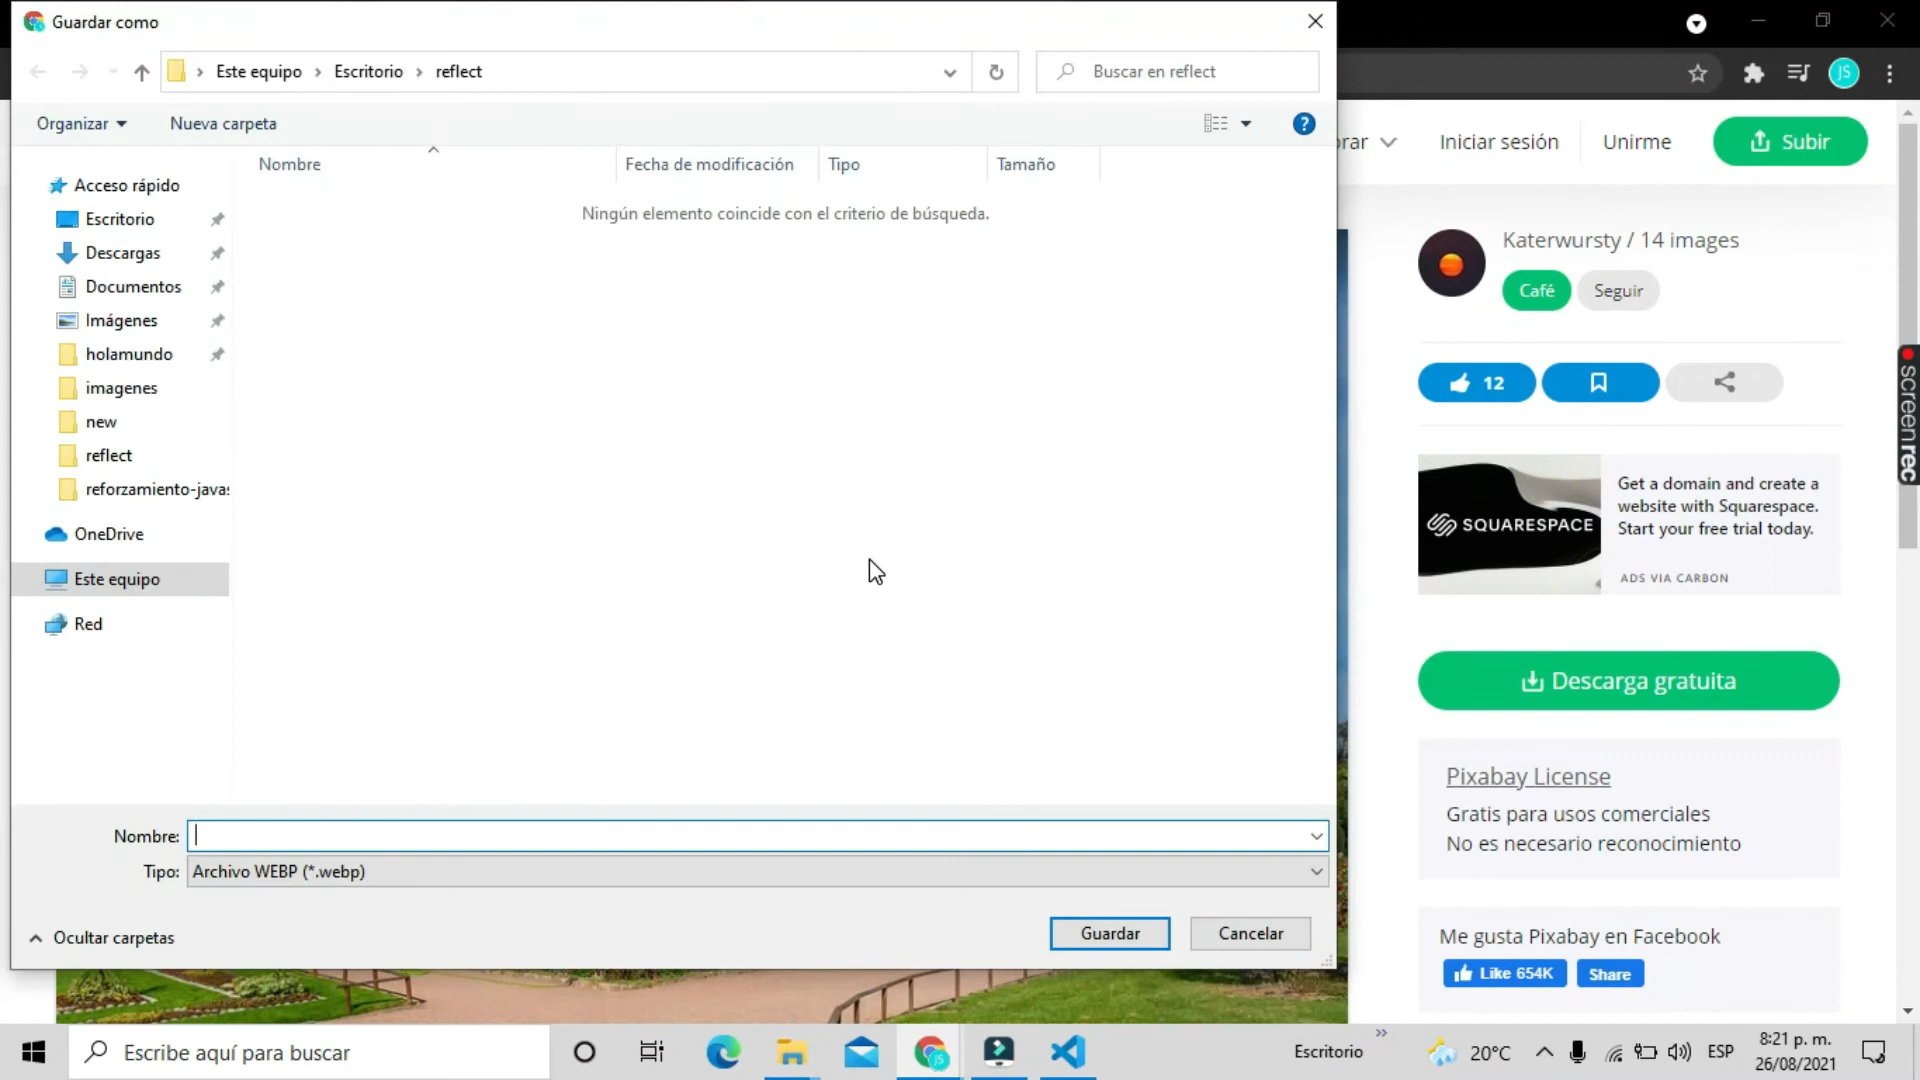 Guardar como
Este equipo › Escritorio › reflect
Buscar en reflect
Organizar
Nueva carpeta
Nombre
Fecha de modificación
Tipo
Tamaño
Ningún elemento coincide con el criterio de búsqueda.
Acceso rápido
Escritorio
Descargas
Documentos
Imágenes
holamundo
imagenes
new
reflect
reforzamiento-javas
OneDrive
Este equipo
Red
Nombre:
Tipo: Archivo WEBP (*.webp)
Ocultar carpetas
Guardar
Cancelar
JS
rar
Iniciar sesión
Unirme
Subir
Katerwursty / 14 images
Café
Seguir
12
SQUARESPACE
Get a domain and create a
website with Squarespace.
Start your free trial today.
ADS VIA CARBON
Descarga gratuita
Pixabay License
Gratis para usos comerciales
No es necesario reconocimiento
Me gusta Pixabay en Facebook
Like 654K
Share
screenrec
Escribe aquí para buscar
JS
Escritorio
20°C
ESP
8:21 p. m.
26/08/2021